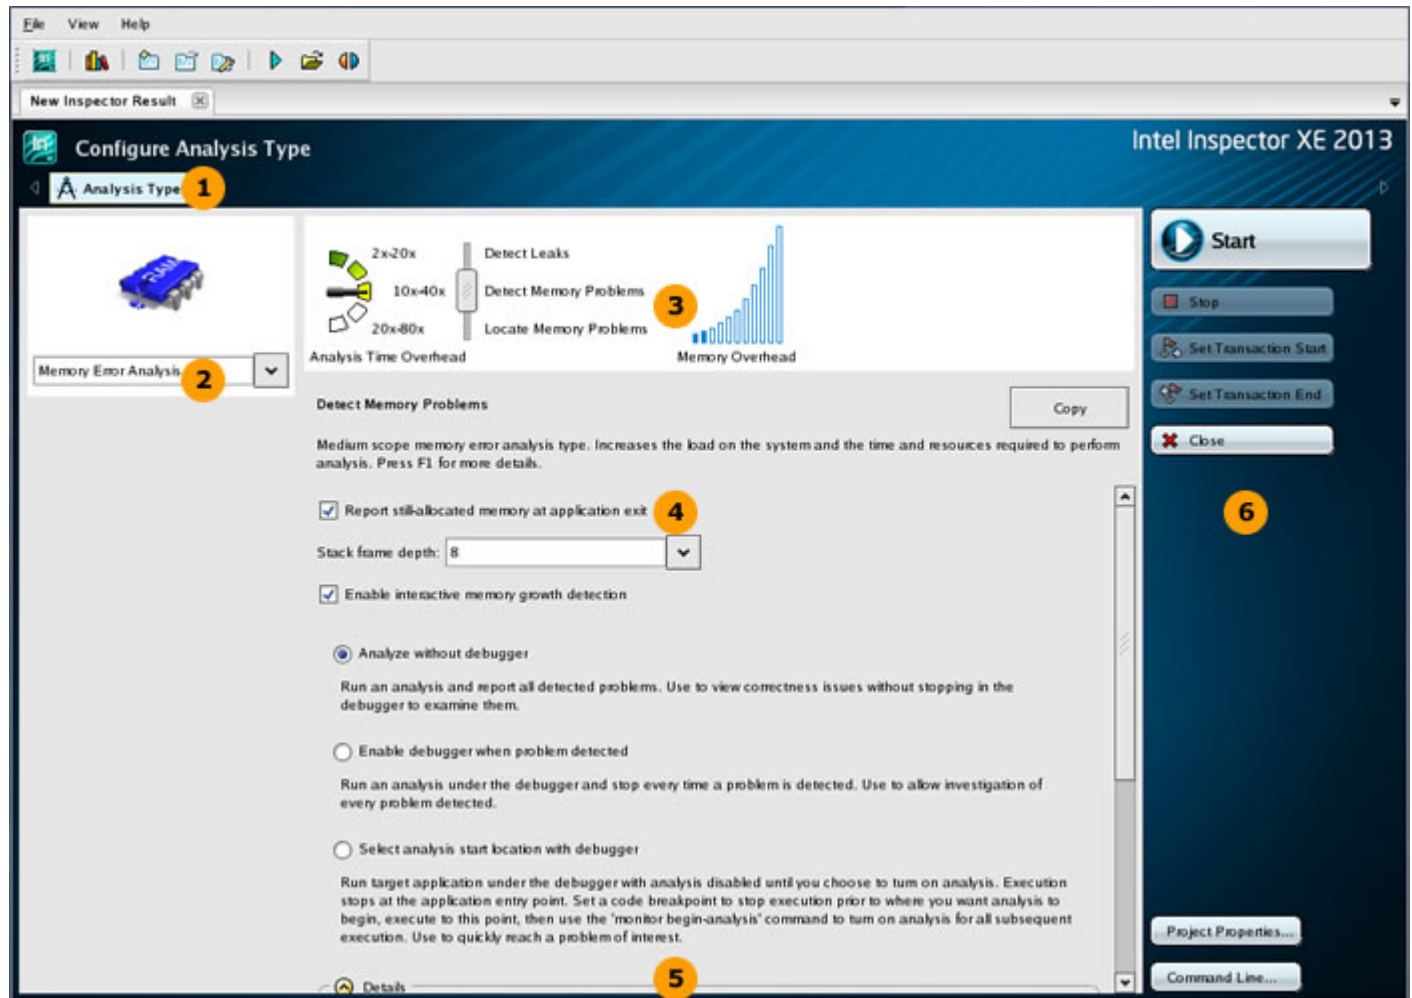 File View Help
New Inspector Result
Configure Analysis Type
Intel Inspector XE 2013
Analysis Type 1
RAM
Memory Error Analysis 2
2x-20x
10x-40x
20x-80x
Analysis Time Overhead
Detect Leaks
Detect Memory Problems
Locate Memory Problems
3
Memory Overhead
Start
Stop
Set Transaction Start
Set Transaction End
Close
6
Detect Memory Problems
Copy
Medium scope memory error analysis type. Increases the load on the system and the time and resources required to perform
analysis. Press F1 for more details.
Report still-allocated memory at application exit 4
Stack frame depth: 8
Enable interactive memory growth detection
Analyze without debugger
Run an analysis and report all detected problems. Use to view correctness issues without stopping in the
debugger to examine them.
Enable debugger when problem detected
Run an analysis under the debugger and stop every time a problem is detected. Use to allow investigation of
every problem detected.
Select analysis start location with debugger
Run target application under the debugger with analysis disabled until you choose to turn on analysis. Execution
stops at the application entry point. Set a code breakpoint to stop execution prior to where you want analysis to
begin, execute to this point, then use the 'monitor begin-analysis' command to turn on analysis for all subsequent
execution. Use to quickly reach a problem of interest.
Details 5
Project Properties...
Command Line...